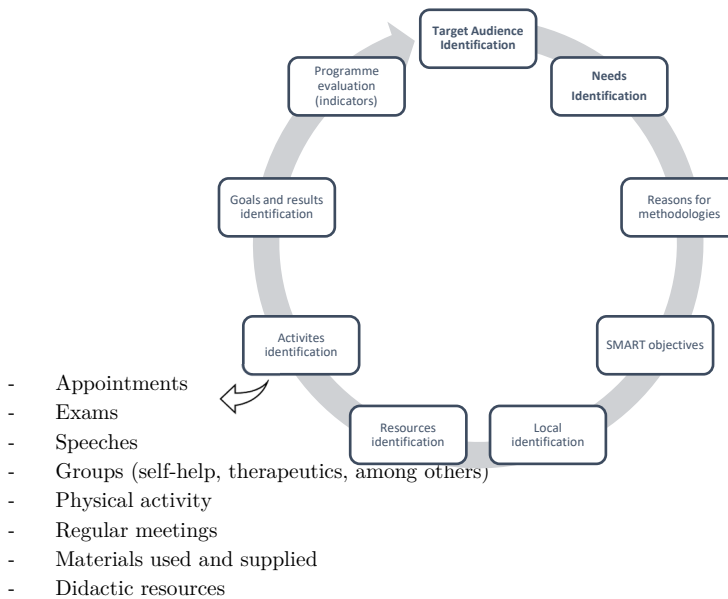 Target Audience
Identification
Needs
Identification
Reasons for
methodologies
SMART objectives
Local
identification
Resources
identification
Activites
identification
Goals and results
identification
Programme
evaluation
(indicators)
- Appointments
- Exams
- Speeches
- Groups (self-help, therapeutics, among others)
- Physical activity
- Regular meetings
- Materials used and supplied
- Didactic resources